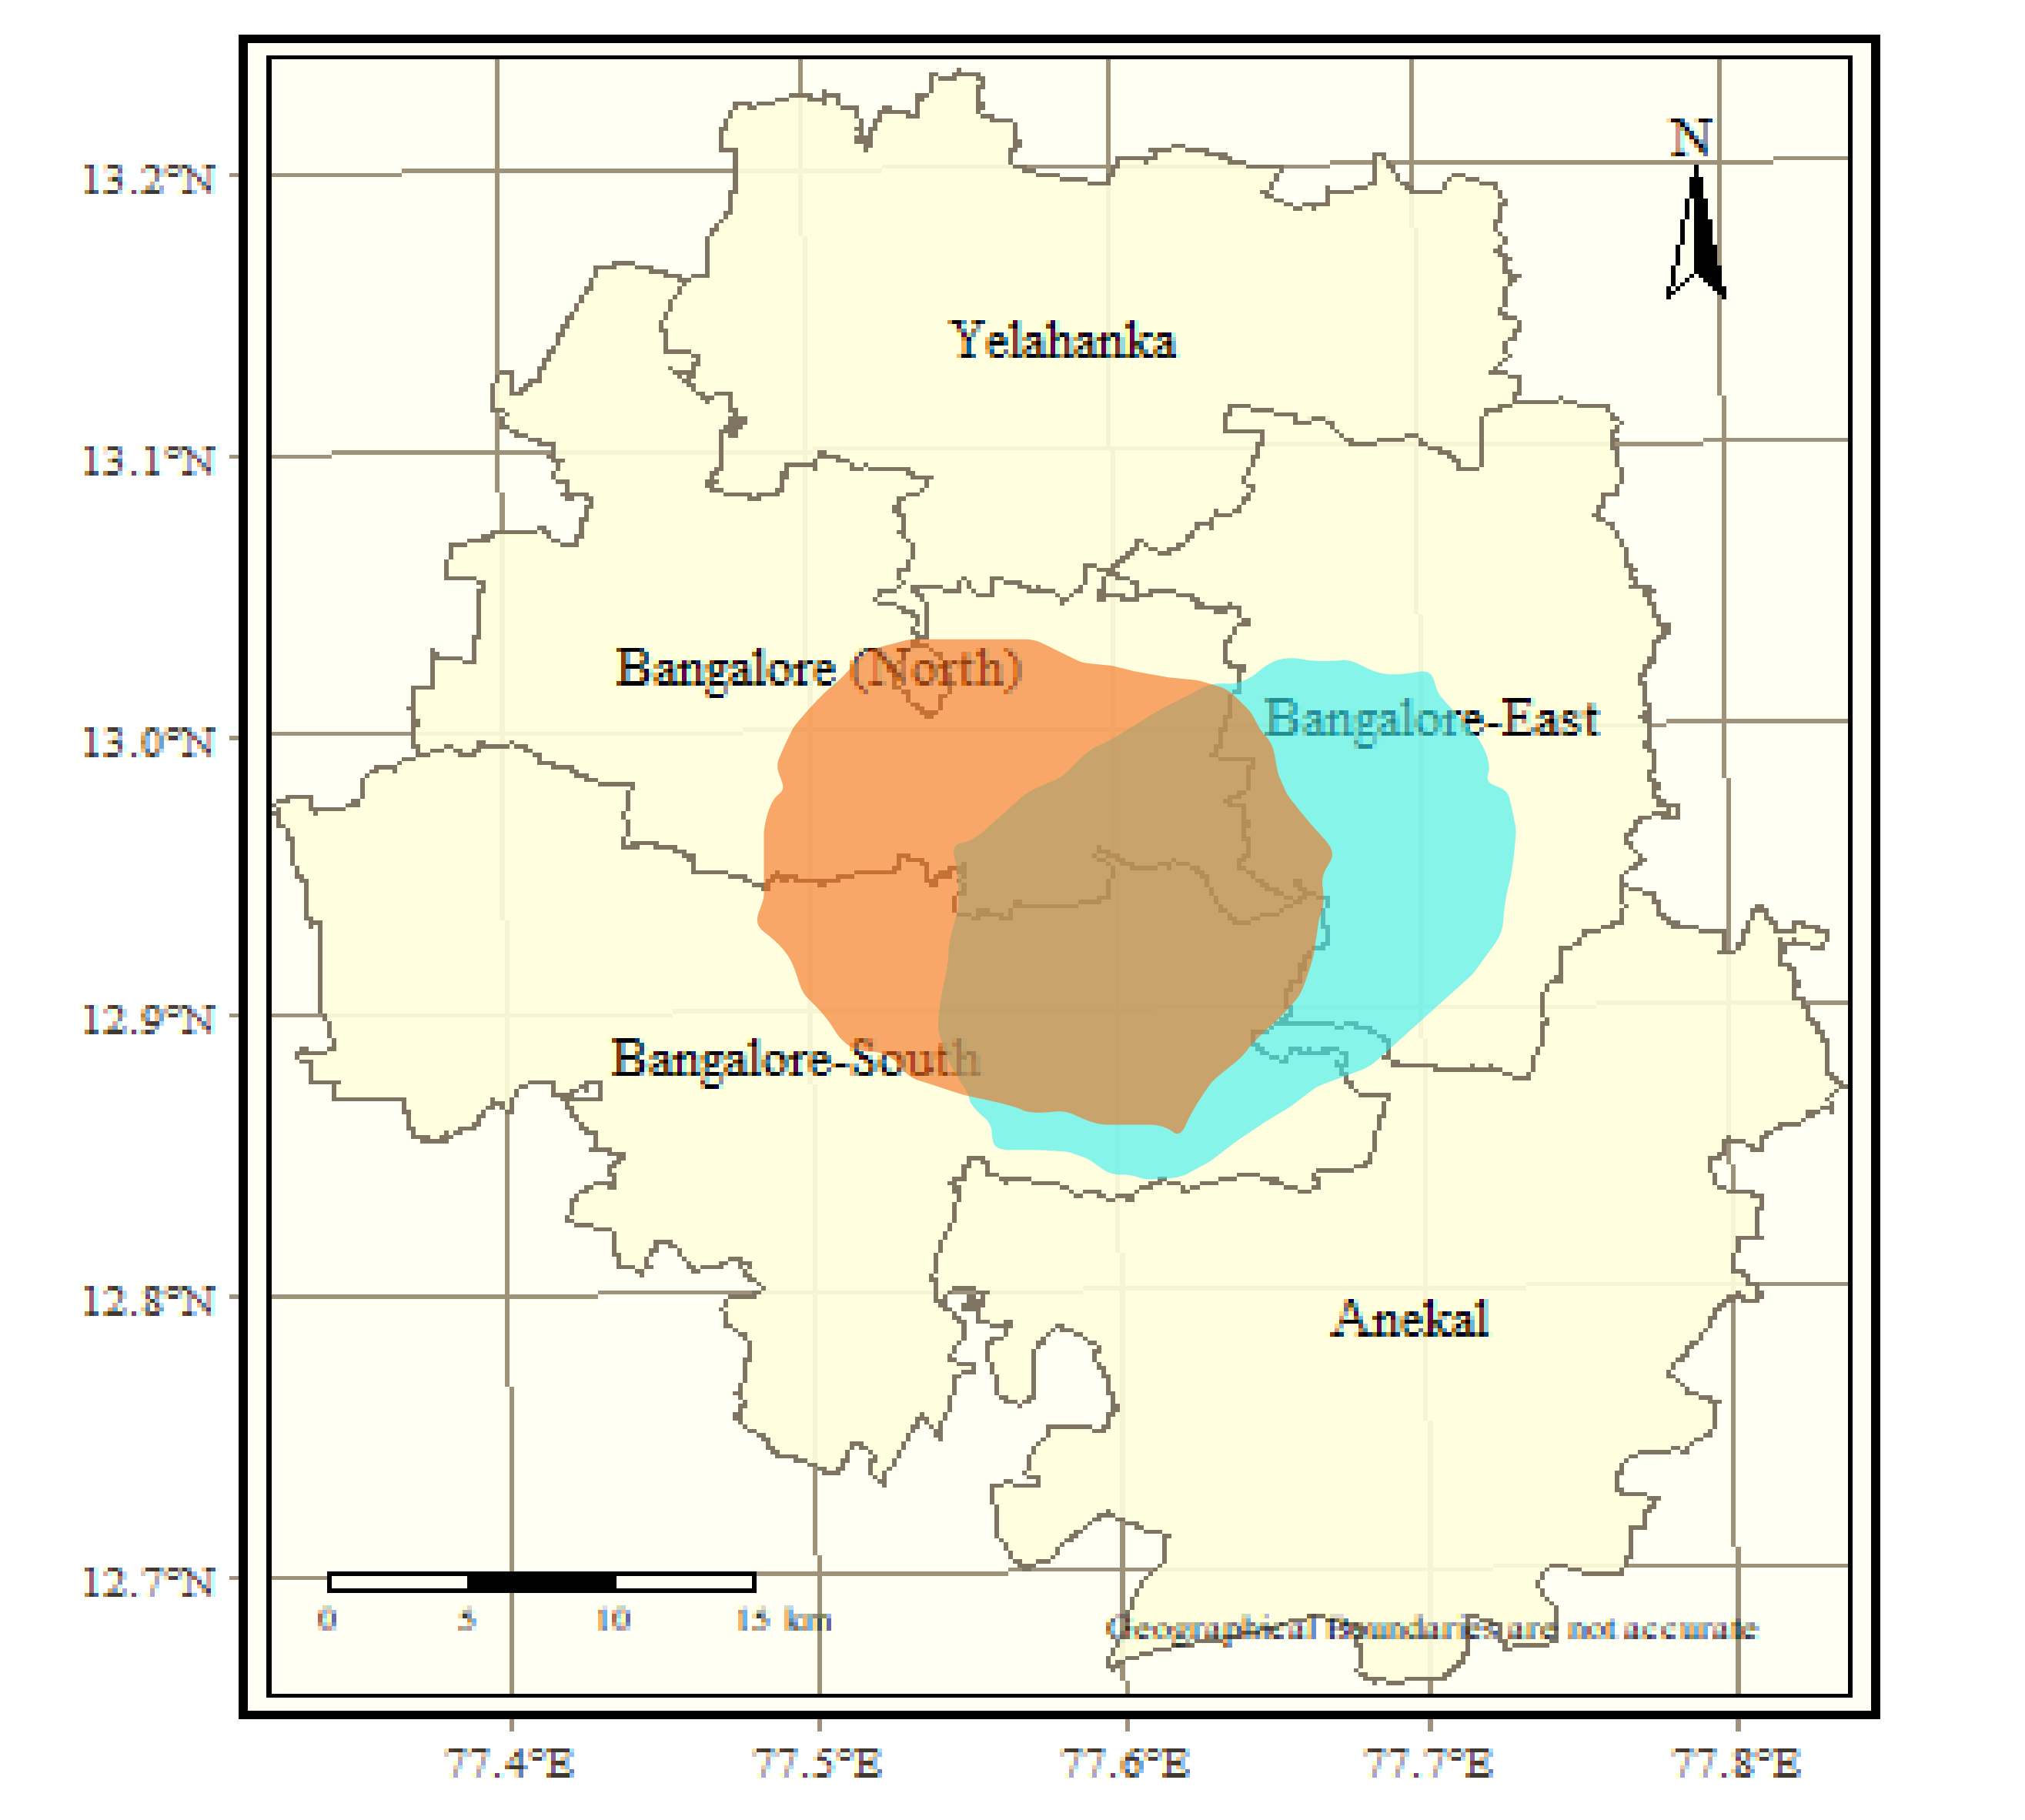 N
13.2°N
Yelahanka
13.1°N
Bangalore (North)
Bangalore-East
13.0°N
12.9°N
Bangalore-South
12.8°N
Anekal
12.7°N
0 5 10 15 km
Geographical Boundaries are not accurate
77.4°E 77.5°E 77.6°E 77.7°E 77.8°E